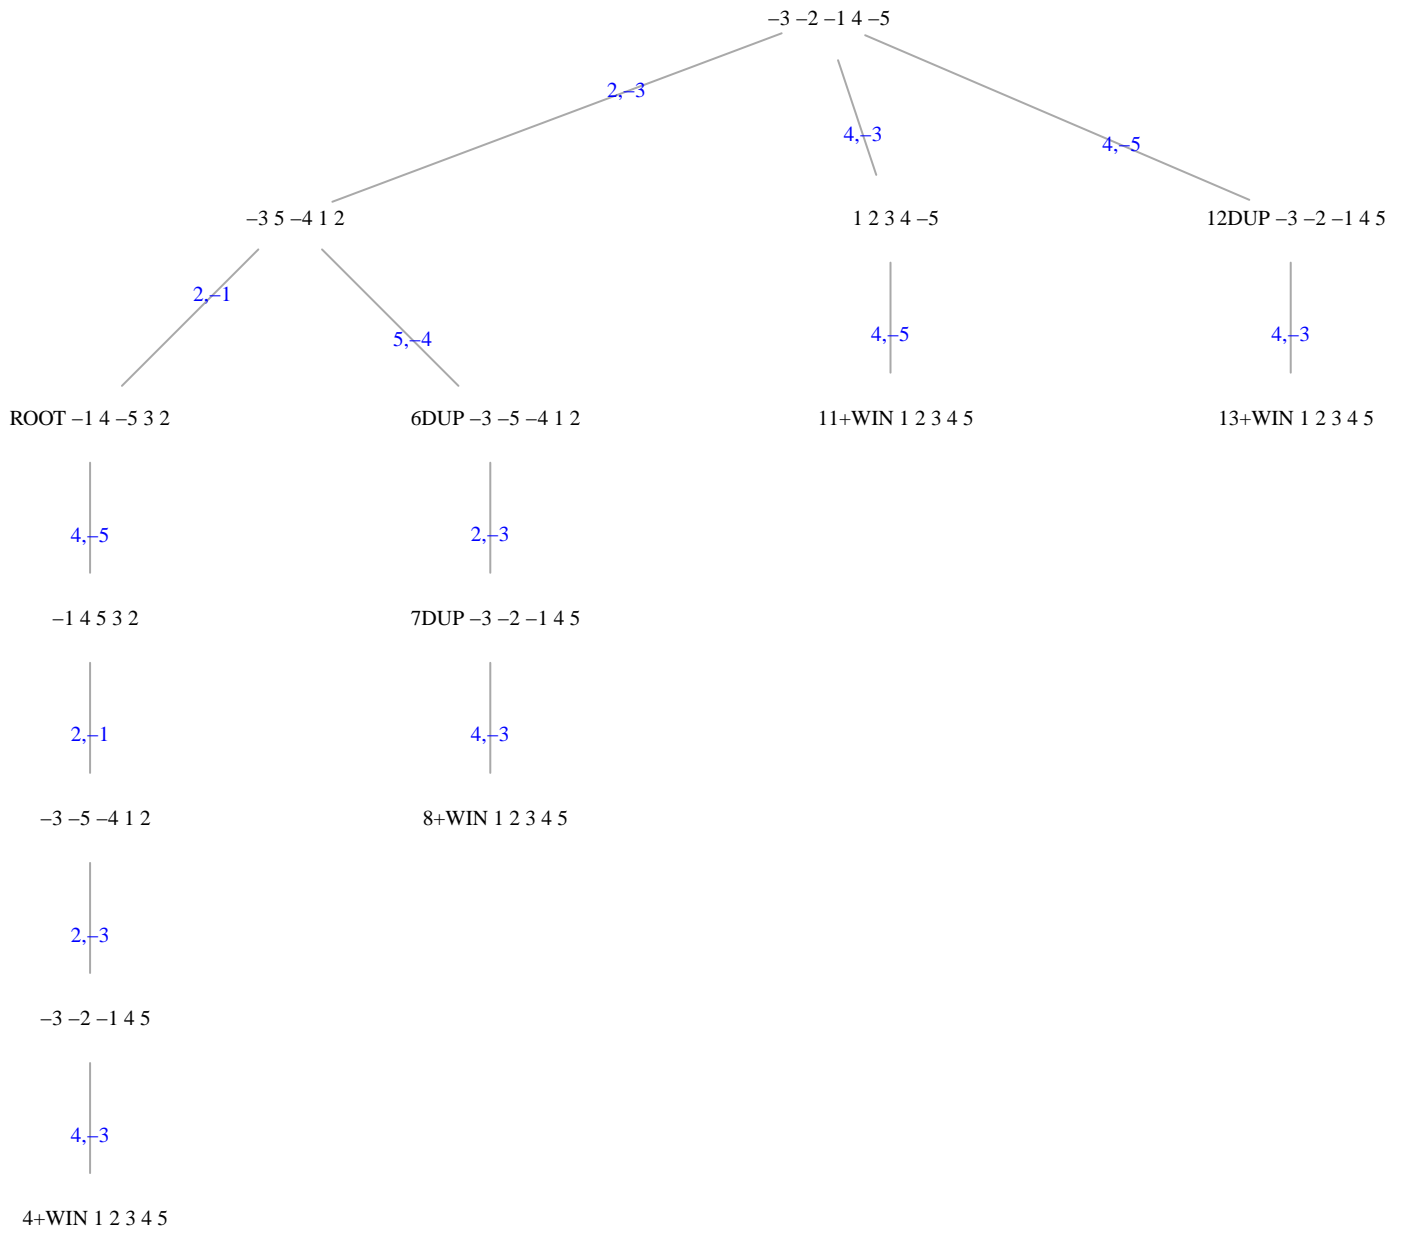 –3 –2 –1 4 –5
2,–3
4,–3
4,–5
–3 5 –4 1 2
1 2 3 4 –5
12DUP –3 –2 –1 4 5
2,–1
5,–4
4,–5
4,–3
ROOT –1 4 –5 3 2
6DUP –3 –5 –4 1 2
11+WIN 1 2 3 4 5
13+WIN 1 2 3 4 5
4,–5
2,–3
–1 4 5 3 2
7DUP –3 –2 –1 4 5
2,–1
4,–3
–3 –5 –4 1 2
8+WIN 1 2 3 4 5
2,–3
–3 –2 –1 4 5
4,–3
4+WIN 1 2 3 4 5